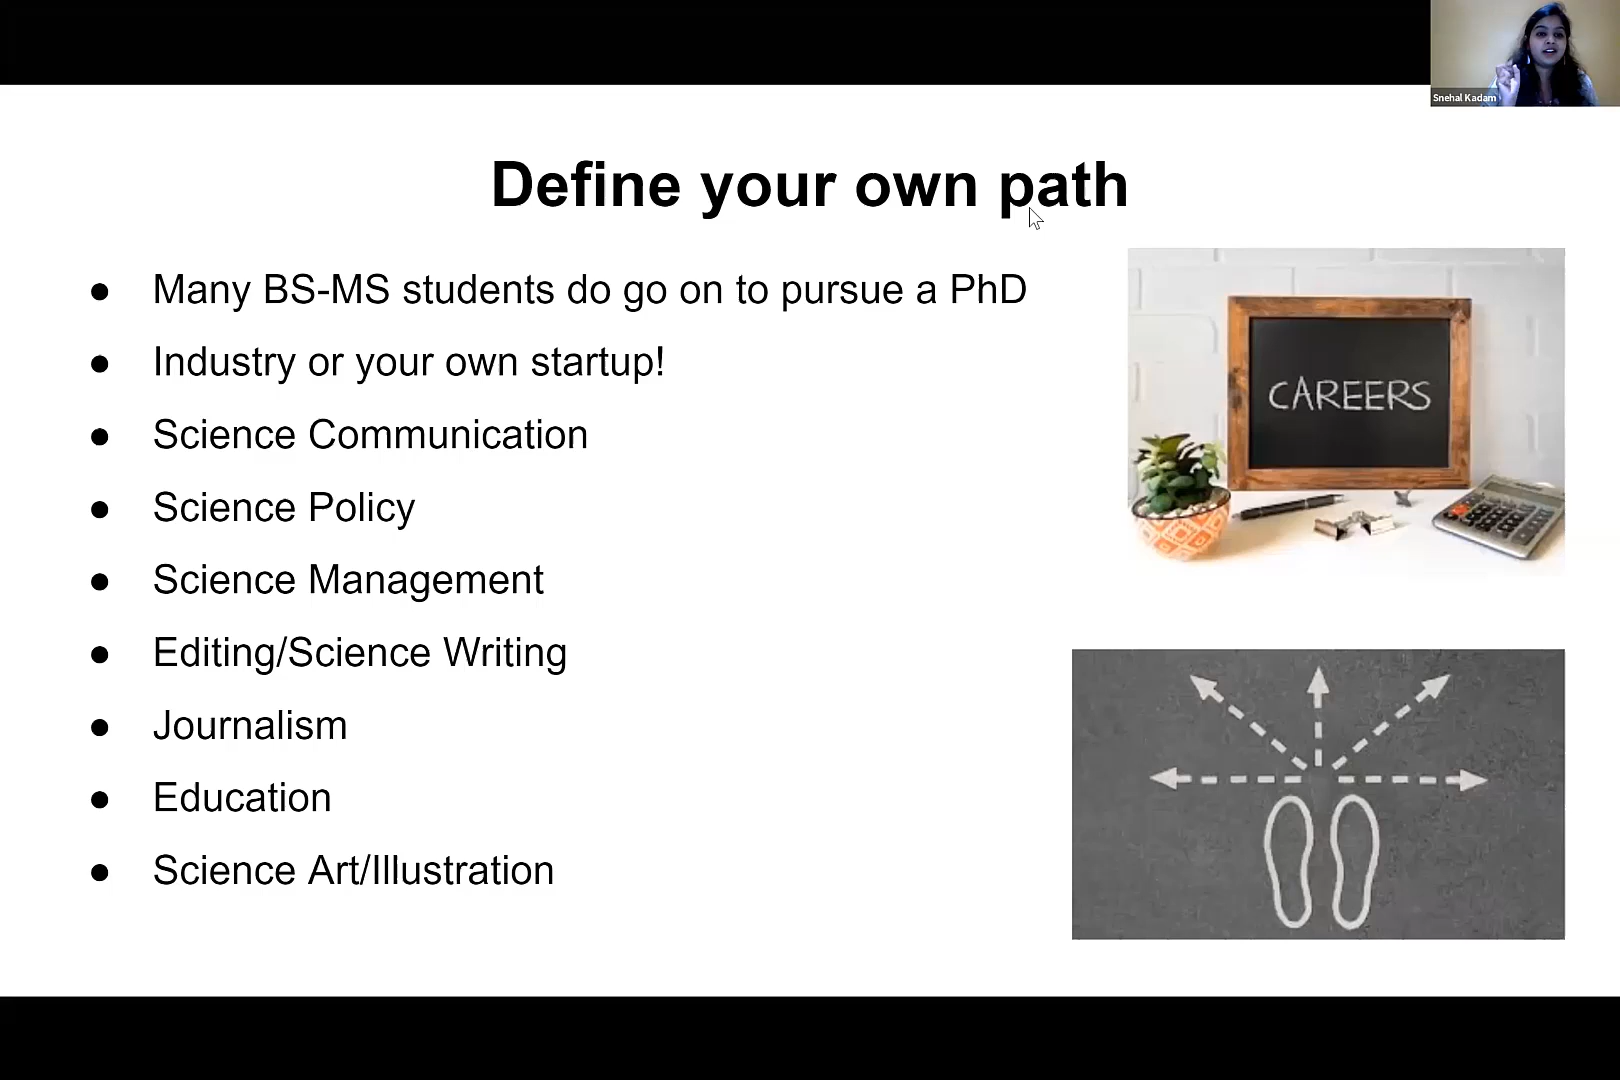 Snehal Kadam
Define your own path
● Many BS-MS students do go on to pursue a PhD
● Industry or your own startup!
● Science Communication
● Science Policy
● Science Management
● Editing/Science Writing
● Journalism
● Education
● Science Art/Illustration
CAREERS